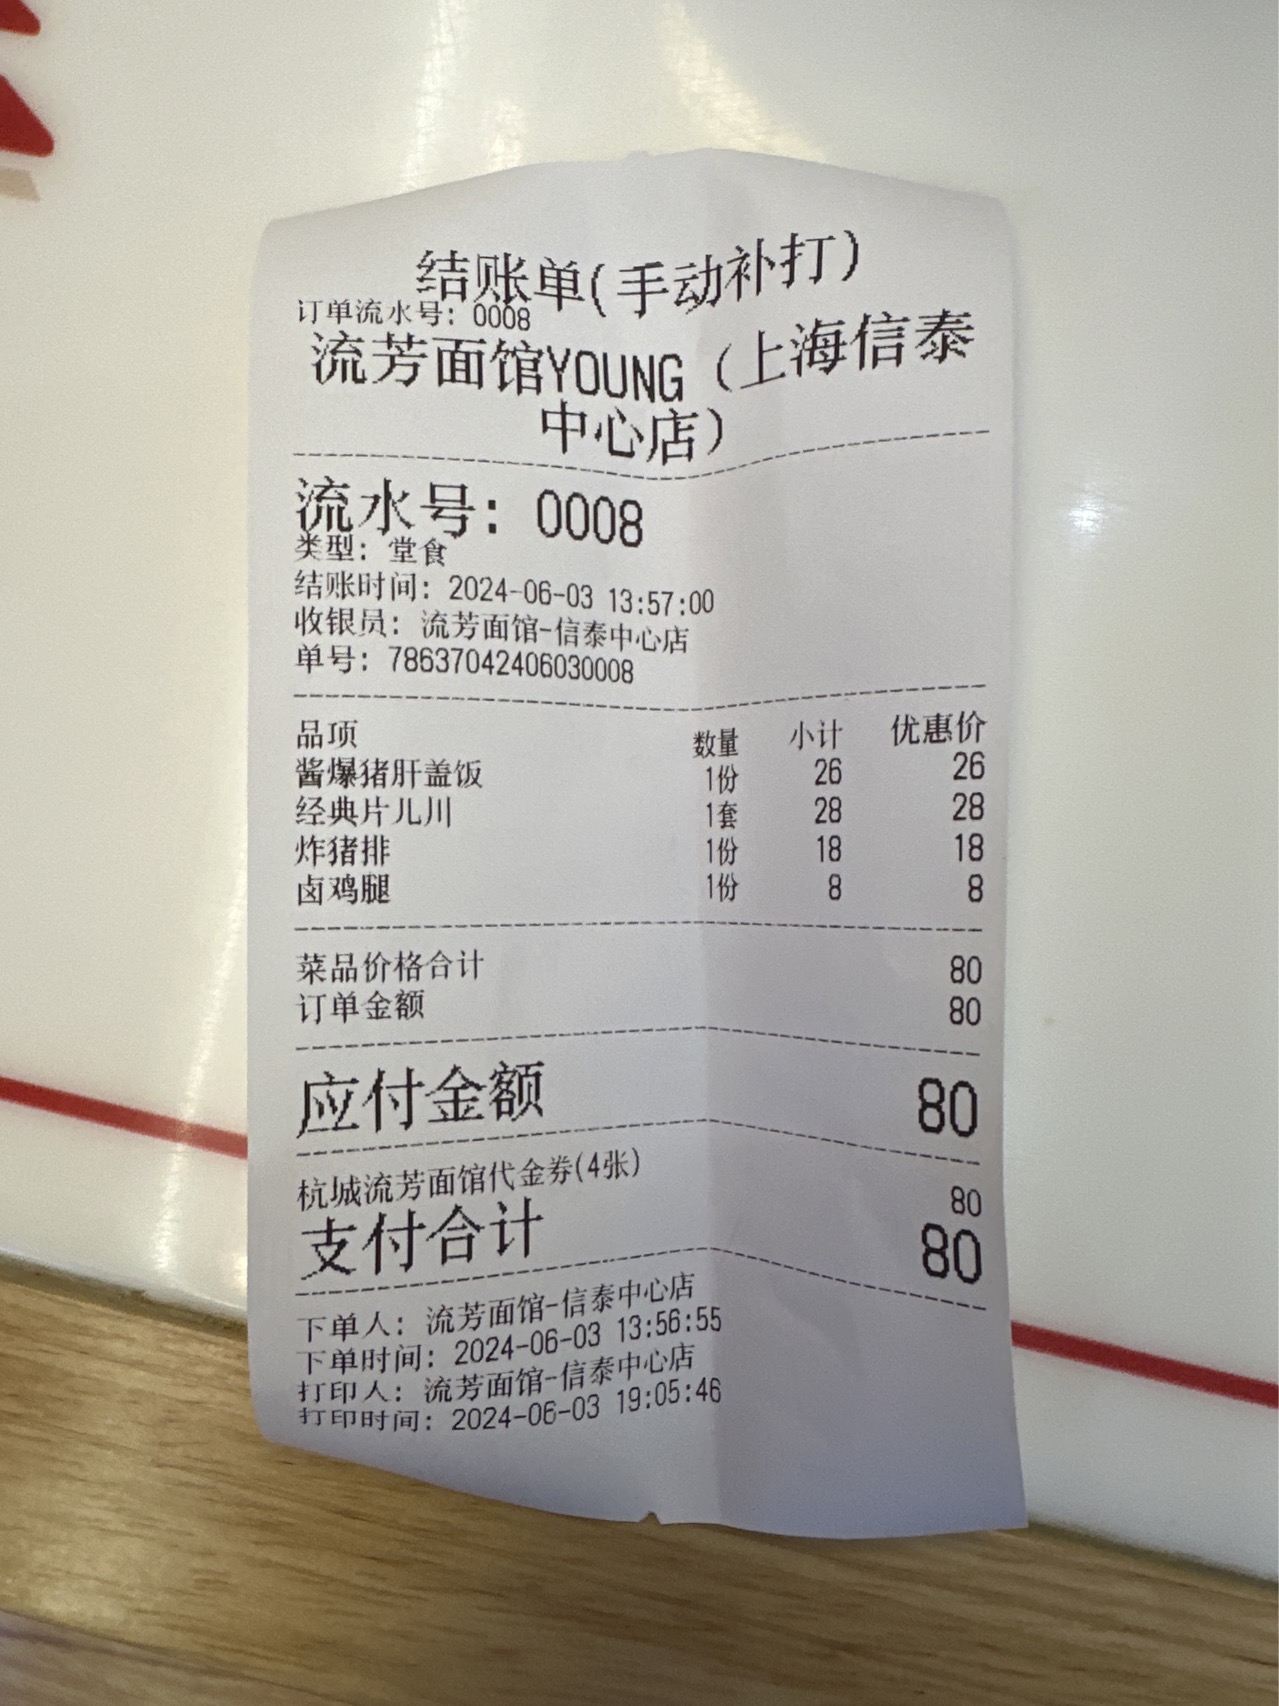 结账单(手动补打)
订单流水号: 0008
流芳面馆YOUNG（上海信泰
中心店）
流水号: 0008
类型: 堂食
结账时间: 2024-06-03 13:57:00
收银员: 流芳面馆-信泰中心店
单号: 78637042406030008
品项 数量 小计 优惠价
酱爆猪肝盖饭 1份 26 26
经典片儿川 1套 28 28
炸猪排 1份 18 18
卤鸡腿 1份 8 8
菜品价格合计 80
订单金额 80
应付金额 80
杭城流芳面馆代金券(4张) 80
支付合计 80
下单人: 流芳面馆-信泰中心店
下单时间: 2024-06-03 13:56:55
打印人: 流芳面馆-信泰中心店
打印时间: 2024-06-03 19:05:46